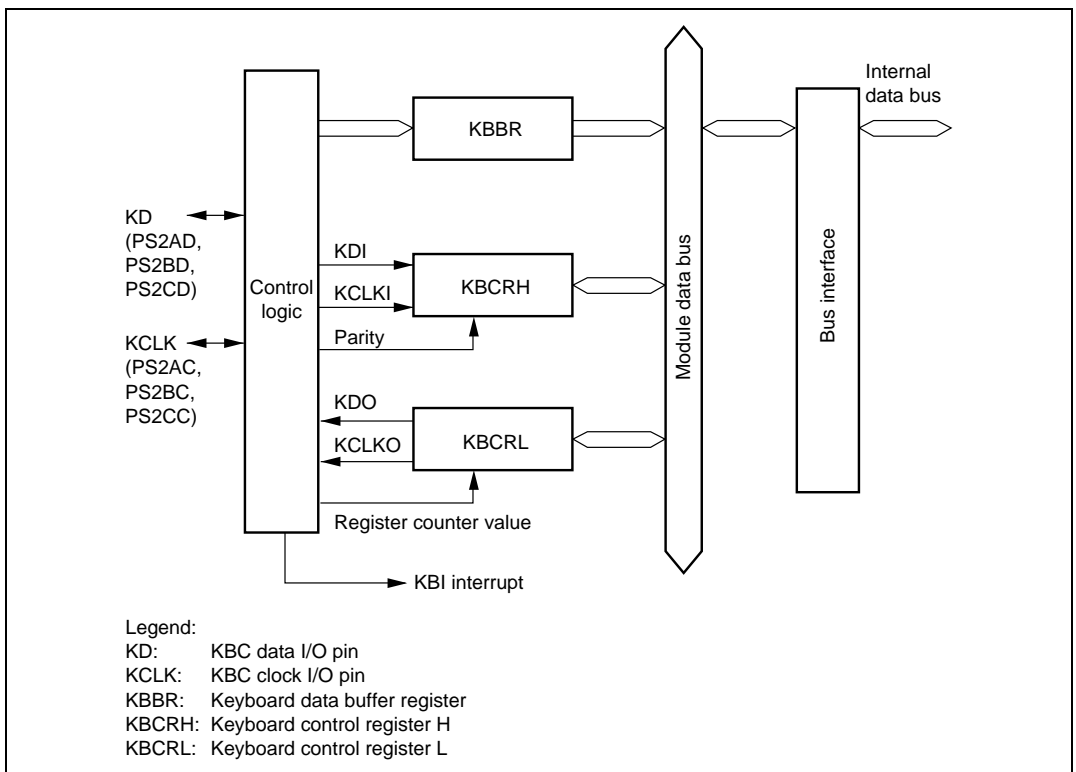 Internal
data bus
KBBR
KD
(PS2AD,
PS2BD,
PS2CD)
KDI
KCLKI
Parity
KBCRH
Control
logic
Module data bus
Bus interface
KCLK
(PS2AC,
PS2BC,
PS2CC)
KDO
KCLKO
KBCRL
Register counter value
KBI interrupt
Legend:
KD: KBC data I/O pin
KCLK: KBC clock I/O pin
KBBR: Keyboard data buffer register
KBCRH: Keyboard control register H
KBCRL: Keyboard control register L